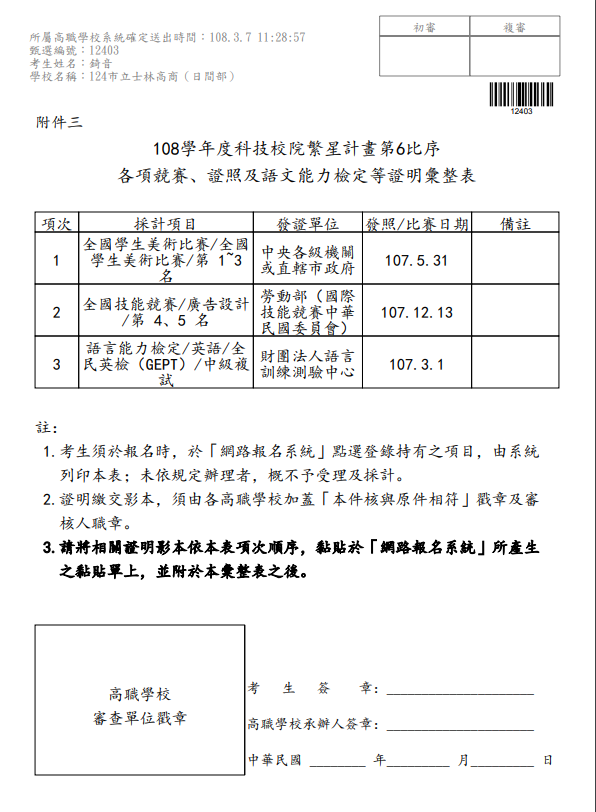 所屬高職學校系統確定送出時間：108.3.7 11:28:57
甄選編號：12403
考生姓名：錡音
學校名稱：124市立士林高商（日間部）
初審 複審
12403
附件三
108學年度科技校院繁星計畫第6比序
各項競賽、證照及語文能力檢定等證明彙整表
項次 採計項目 發證單位 發照/比賽日期 備註
1 全國學生美術比賽/全國學生美術比賽/第 1~3 名 中央各級機關或直轄市政府 107.5.31
2 全國技能競賽/廣告設計/第 4、5 名 勞動部（國際技能競賽中華民國委員會） 107.12.13
3 語言能力檢定/英語/全民英檢（GEPT）/中級複試 財團法人語言訓練測驗中心 107.3.1
註：
1. 考生須於報名時，於「網路報名系統」點選登錄持有之項目，由系統
列印本表；未依規定辦理者，概不予受理及採計。
2. 證明繳交影本，須由各高職學校加蓋「本件核與原件相符」戳章及審
核人職章。
3. 請將相關證明影本依本表項次順序，黏貼於「網路報名系統」所產生
之黏貼單上，並附於本彙整表之後。
高職學校
審查單位戳章
考 生 簽 章：
高職學校承辦人簽章：
中華民國 年 月 日